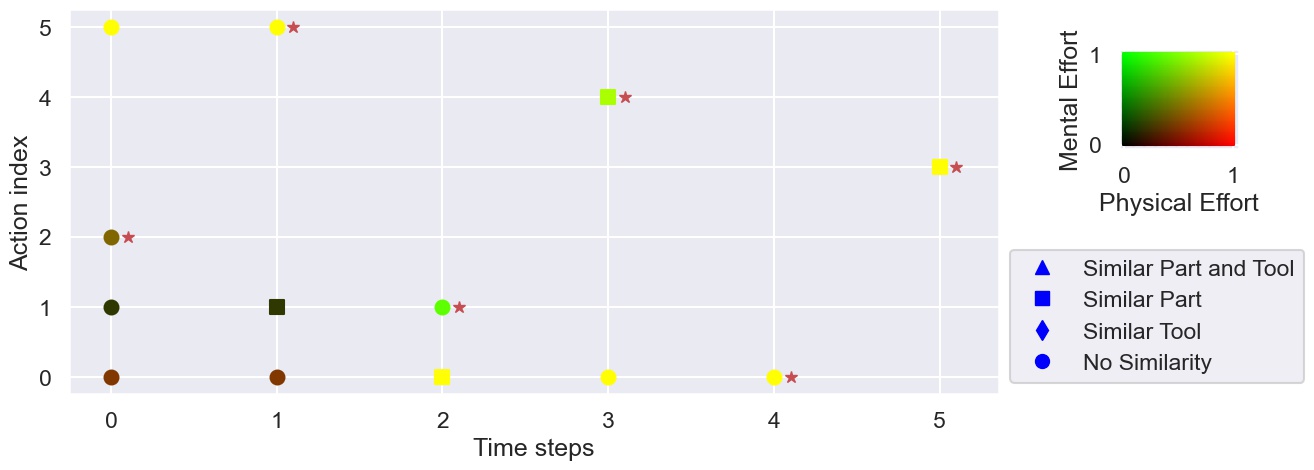 5
4
3
2
1
0
Action index
0 1 2 3 4 5
Time steps
Mental Effort
1
0
0 1
Physical Effort
Similar Part and Tool
Similar Part
Similar Tool
No Similarity